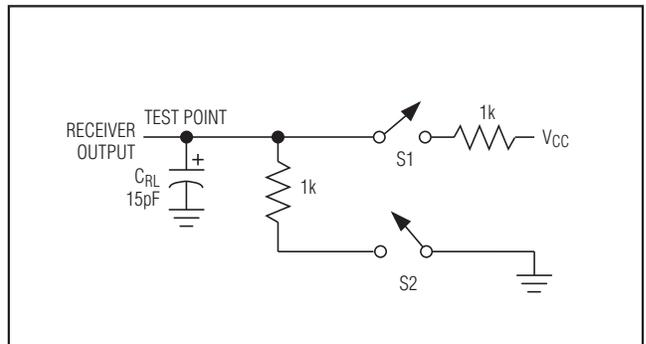 TEST POINT
RECEIVER
OUTPUT
1k
VCC
S1
+
CRL
15pF
1k
S2